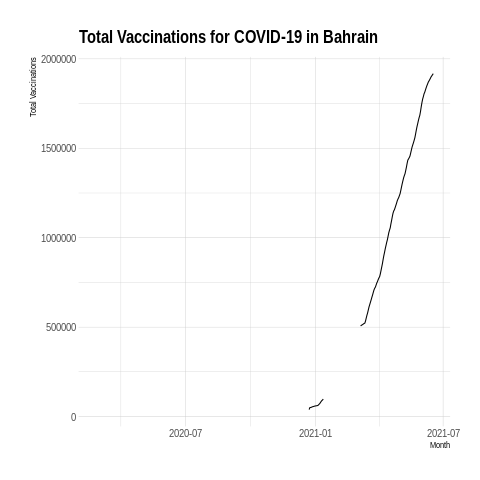 Total Vaccinations for COVID-19 in Bahrain
Total Vaccinations
2000000
1500000
1000000
500000
0
2020-07
2021-01
2021-07
Month